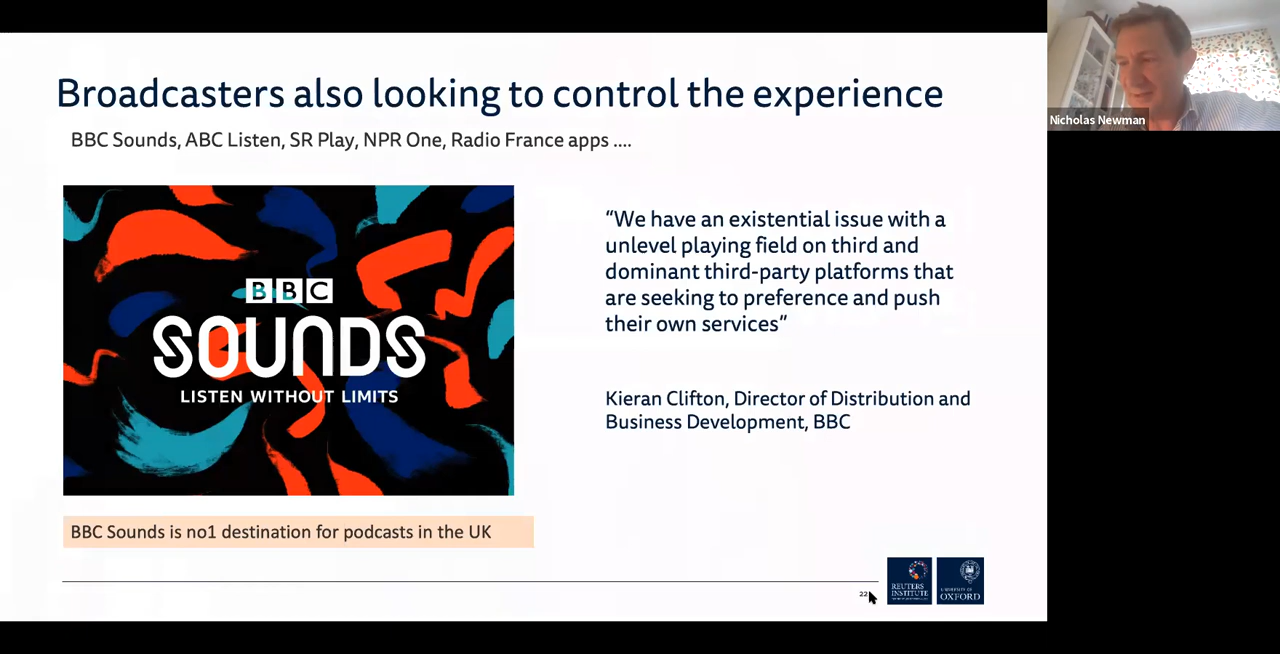 Broadcasters also looking to control the experience
BBC Sounds, ABC Listen, SR Play, NPR One, Radio France apps ....
BBC
SOUNDS
LISTEN WITHOUT LIMITS
“We have an existential issue with a
unlevel playing field on third and
dominant third-party platforms that
are seeking to preference and push
their own services”
Kieran Clifton, Director of Distribution and
Business Development, BBC
BBC Sounds is no1 destination for podcasts in the UK
22
REUTERS
INSTITUTE
UNIVERSITY OF
OXFORD
Nicholas Newman